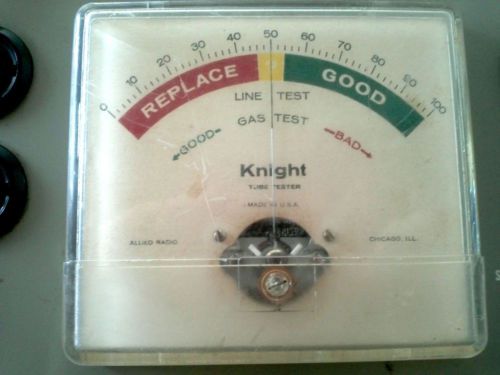 0 10 20 30 40 50 60 70 80 90 100
REPLACE ? GOOD
LINE TEST
GAS TEST
GOOD
BAD
Knight
TUBE TESTER
MADE IN U.S.A.
ALLIED RADIO
CHICAGO, ILL.
S